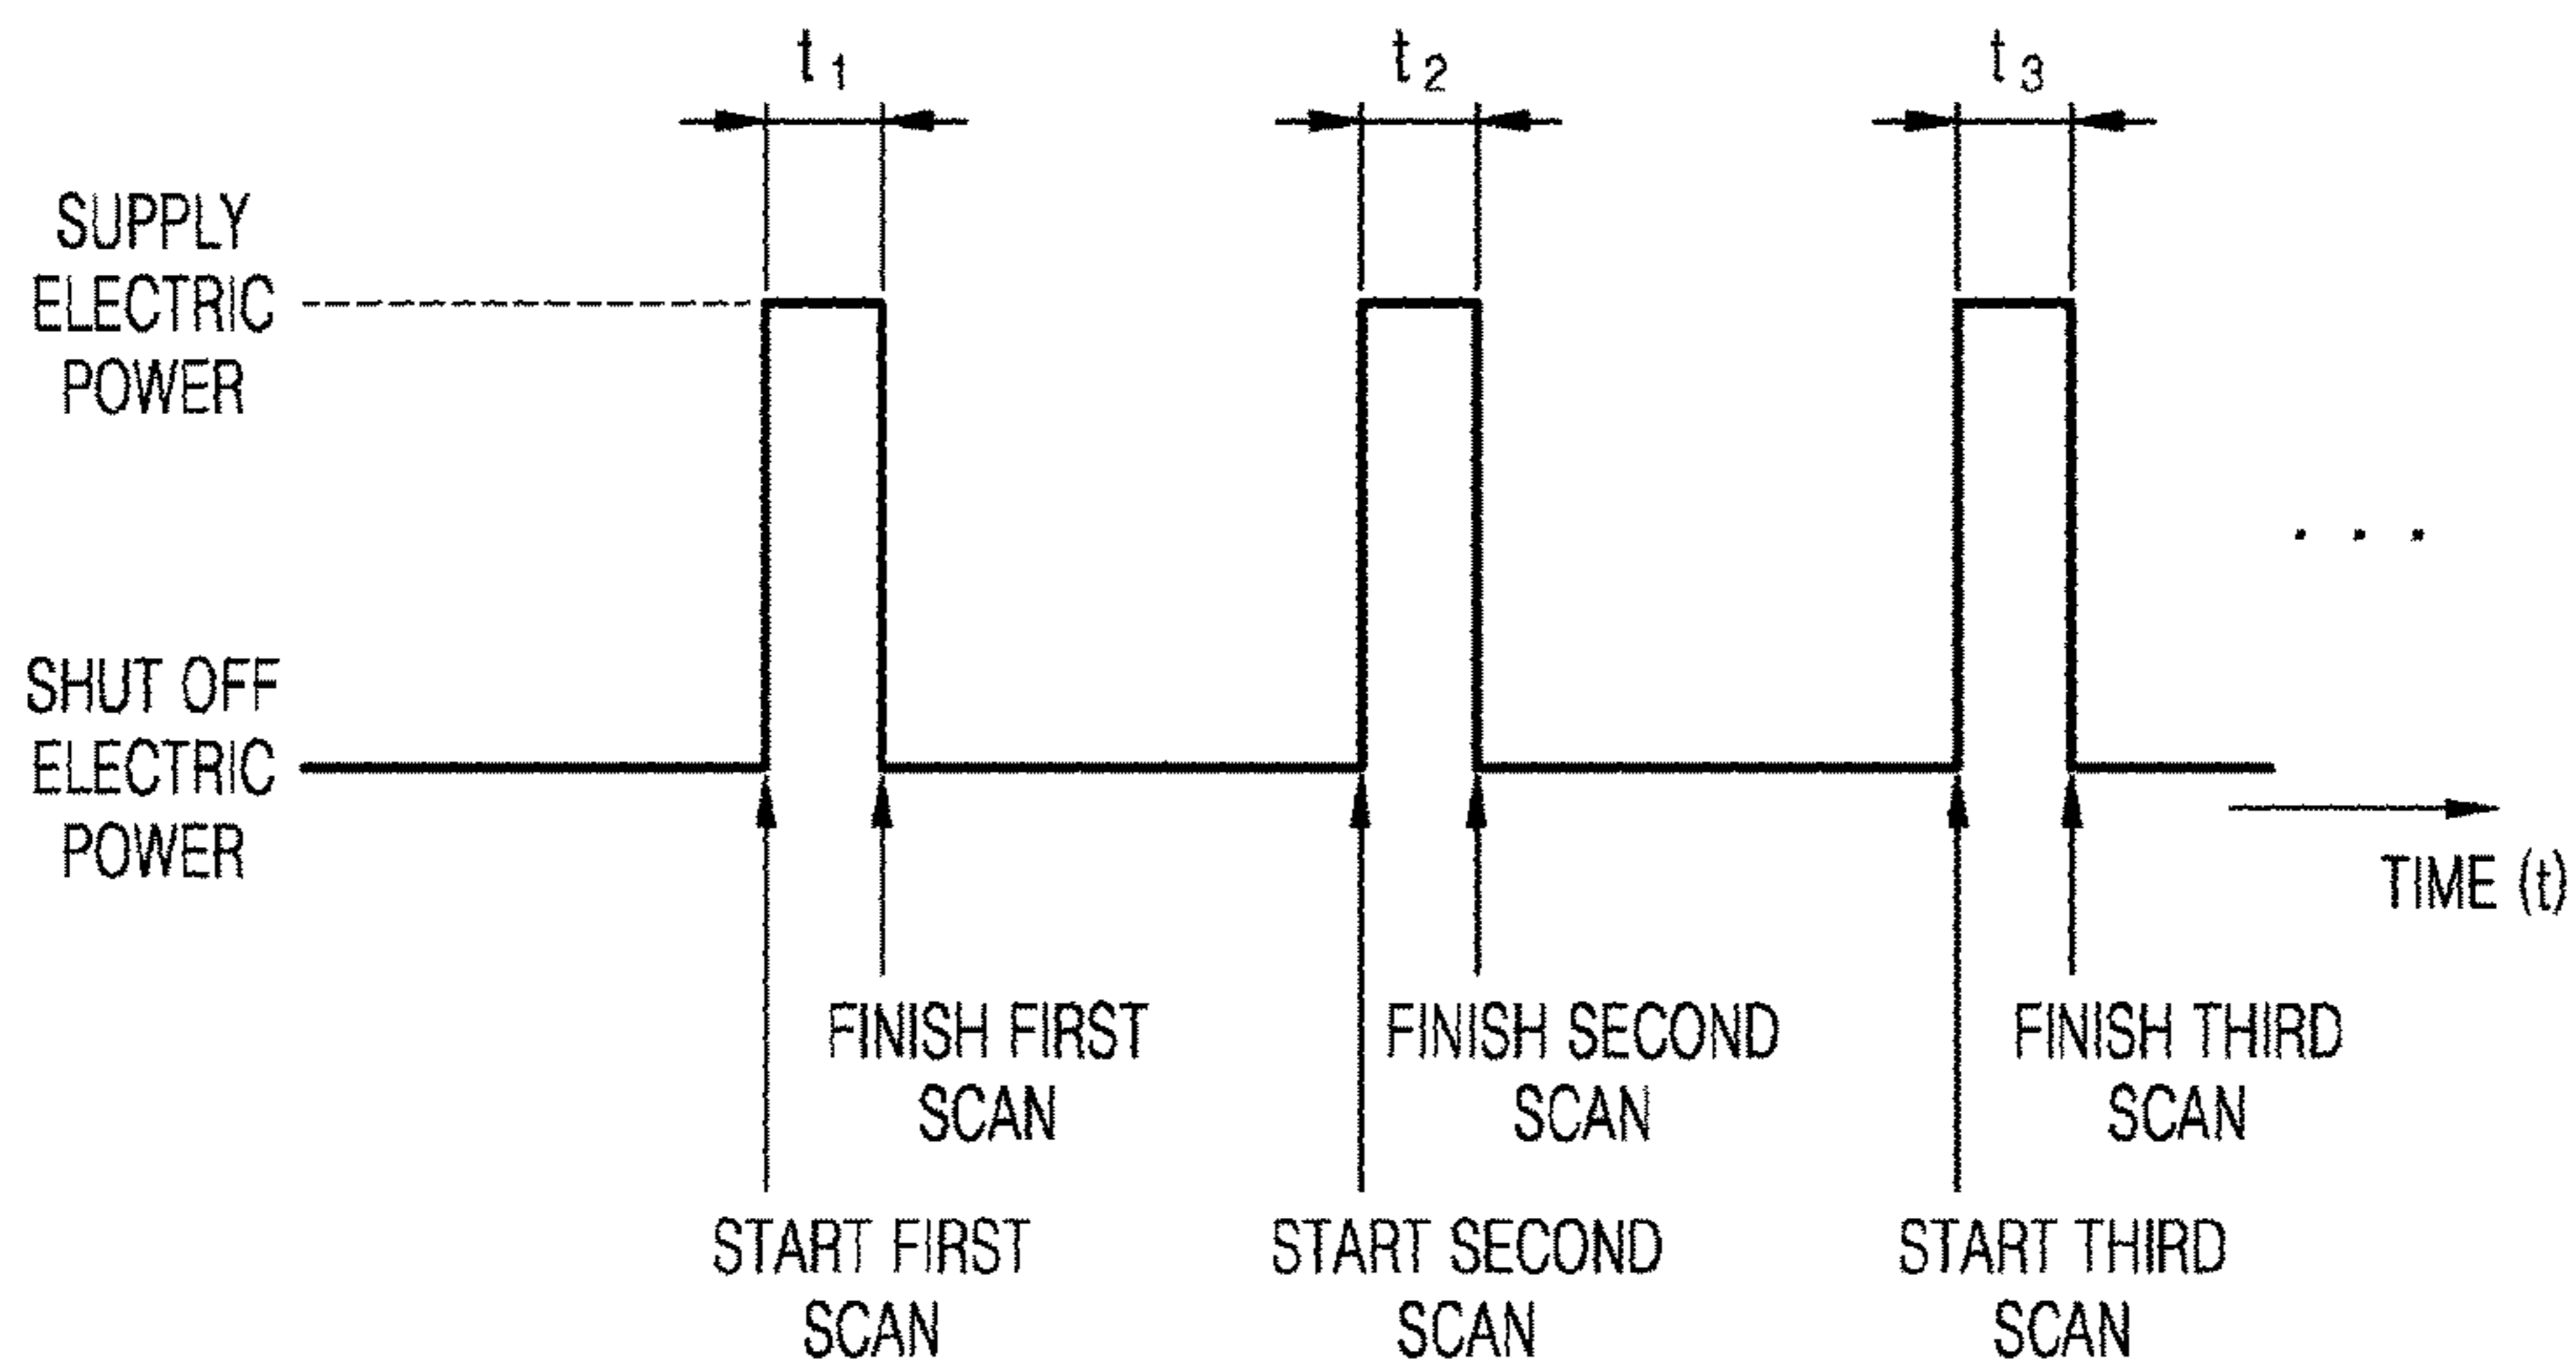 t1
t2
t3
SUPPLY
ELECTRIC
POWER
. . .
SHUT OFF
ELECTRIC
POWER
TIME (t)
FINISH FIRST
SCAN
FINISH SECOND
SCAN
FINISH THIRD
SCAN
START FIRST
SCAN
START SECOND
SCAN
START THIRD
SCAN